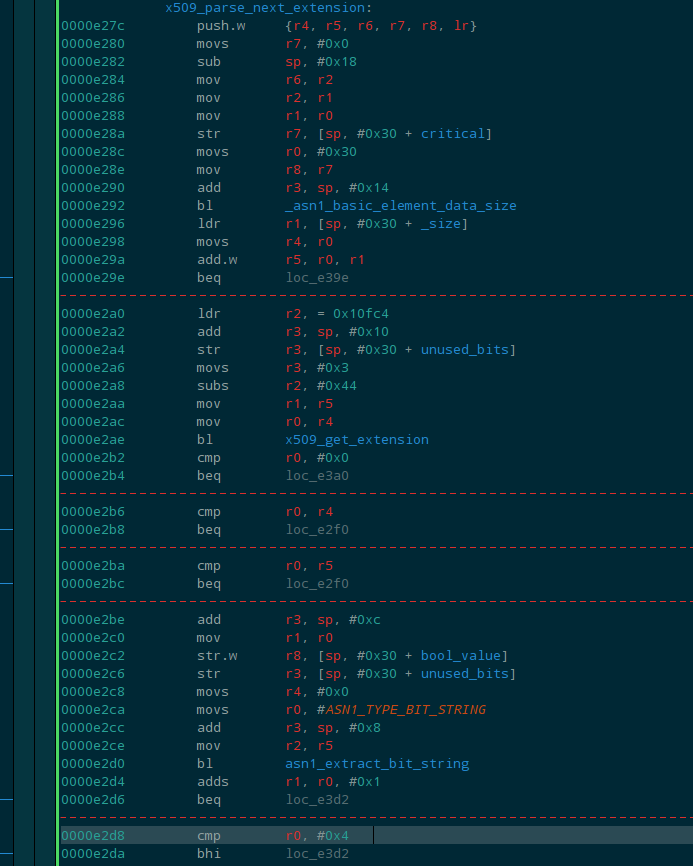 x509_parse_next_extension:
0000e27c push.w {r4, r5, r6, r7, r8, lr}
0000e280 movs r7, #0x0
0000e282 sub sp, #0x18
0000e284 mov r6, r2
0000e286 mov r2, r1
0000e288 mov r1, r0
0000e28a str r7, [sp, #0x30 + critical]
0000e28c movs r0, #0x30
0000e28e mov r8, r7
0000e290 add r3, sp, #0x14
0000e292 bl _asn1_basic_element_data_size
0000e296 ldr r1, [sp, #0x30 + _size]
0000e298 movs r4, r0
0000e29a add.w r5, r0, r1
0000e29e beq loc_e39e
0000e2a0 ldr r2, = 0x10fc4
0000e2a2 add r3, sp, #0x10
0000e2a4 str r3, [sp, #0x30 + unused_bits]
0000e2a6 movs r3, #0x3
0000e2a8 subs r2, #0x44
0000e2aa mov r1, r5
0000e2ac mov r0, r4
0000e2ae bl x509_get_extension
0000e2b2 cmp r0, #0x0
0000e2b4 beq loc_e3a0
0000e2b6 cmp r0, r4
0000e2b8 beq loc_e2f0
0000e2ba cmp r0, r5
0000e2bc beq loc_e2f0
0000e2be add r3, sp, #0xc
0000e2c0 mov r1, r0
0000e2c2 str.w r8, [sp, #0x30 + bool_value]
0000e2c6 str r3, [sp, #0x30 + unused_bits]
0000e2c8 movs r4, #0x0
0000e2ca movs r0, #ASN1_TYPE_BIT_STRING
0000e2cc add r3, sp, #0x8
0000e2ce mov r2, r5
0000e2d0 bl asn1_extract_bit_string
0000e2d4 adds r1, r0, #0x1
0000e2d6 beq loc_e3d2
0000e2d8 cmp r0, #0x4
0000e2da bhi loc_e3d2